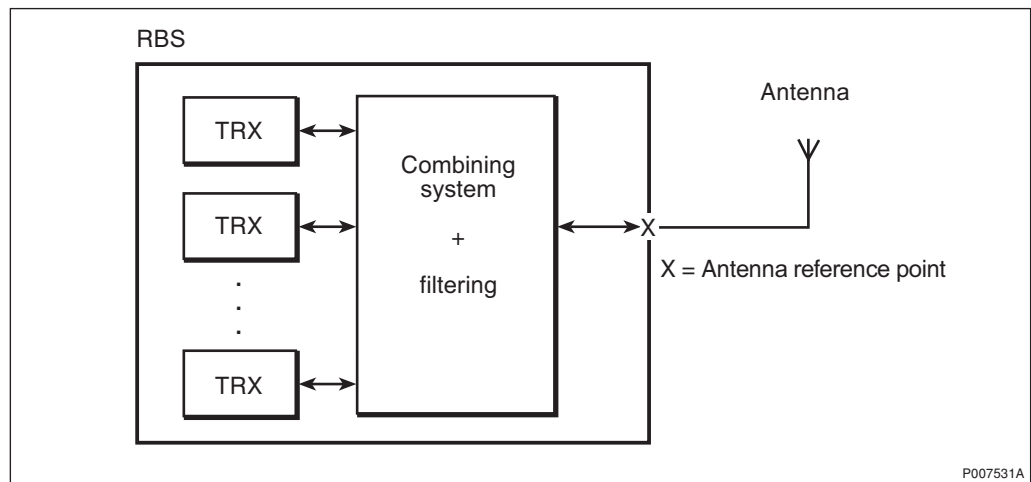 RBS
TRX
TRX
.
.
.
TRX
Combining
system
+
filtering
X
Antenna
X = Antenna reference point
P007531A